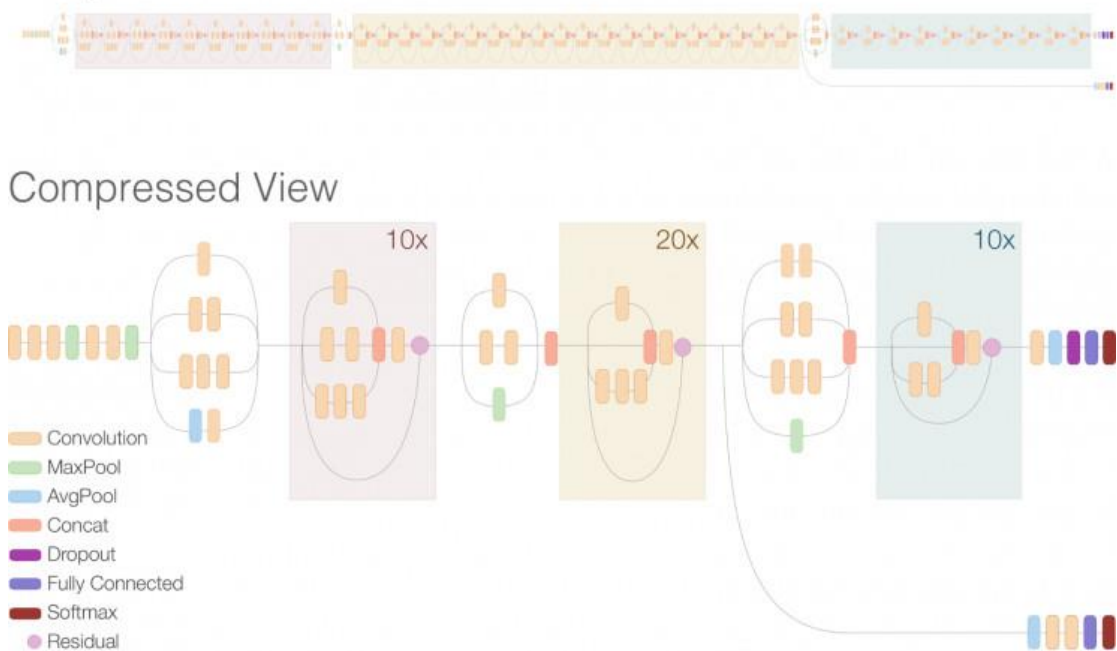 Compressed View
10x
20x
10x
Convolution
MaxPool
AvgPool
Concat
Dropout
Fully Connected
Softmax
Residual